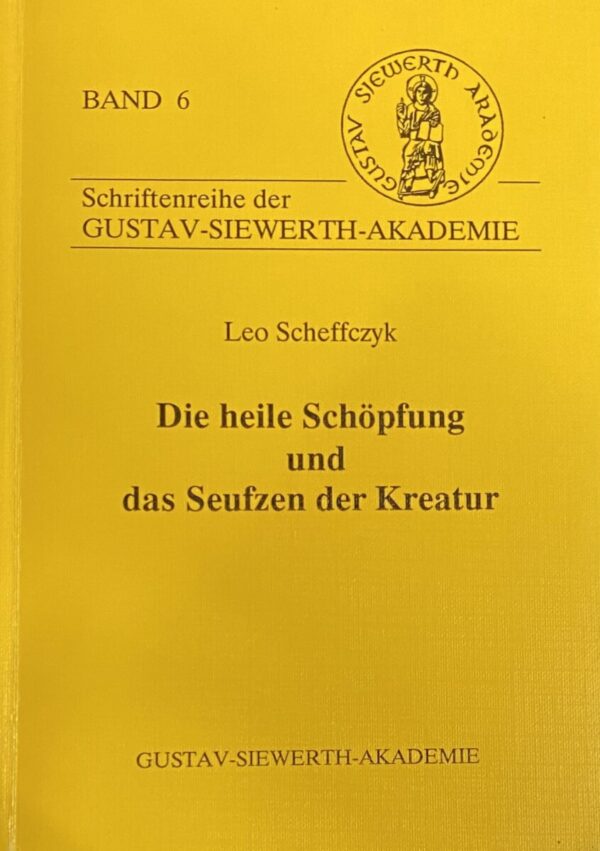 BAND 6
GUSTAV SIEWERTH AKADEMIE
Schriftenreihe der
GUSTAV-SIEWERTH-AKADEMIE
Leo Scheffczyk
Die heile Schöpfung
und
das Seufzen der Kreatur
GUSTAV-SIEWERTH-AKADEMIE